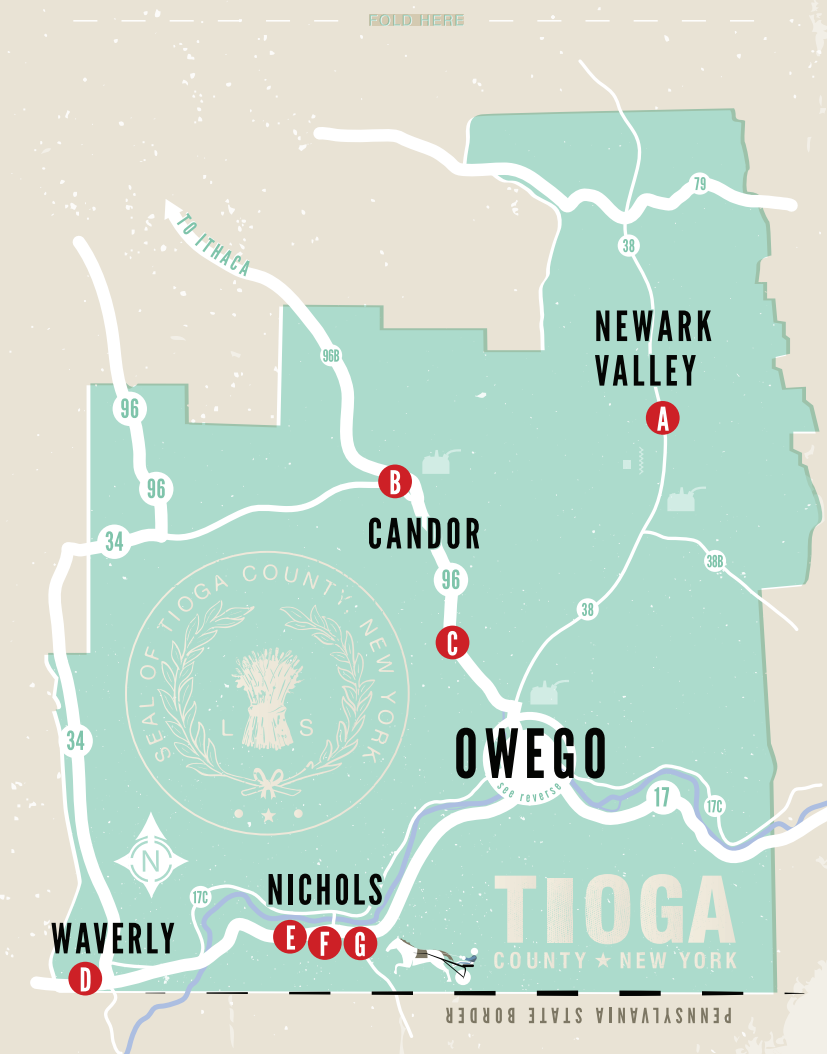 FOLD HERE
79
TO ITHACA
38
NEWARK
VALLEY
96B
96
A
B
96
CANDOR
34
38B
96
38
C
SEAL OF TIOGA COUNTY, NEW YORK
L S
34
OWEGO
see reverse
17
17C
N
NICHOLS
17C
TIOGA
COUNTY ★ NEW YORK
WAVERLY
E
F
G
D
PENNSYLVANIA STATE BORDER